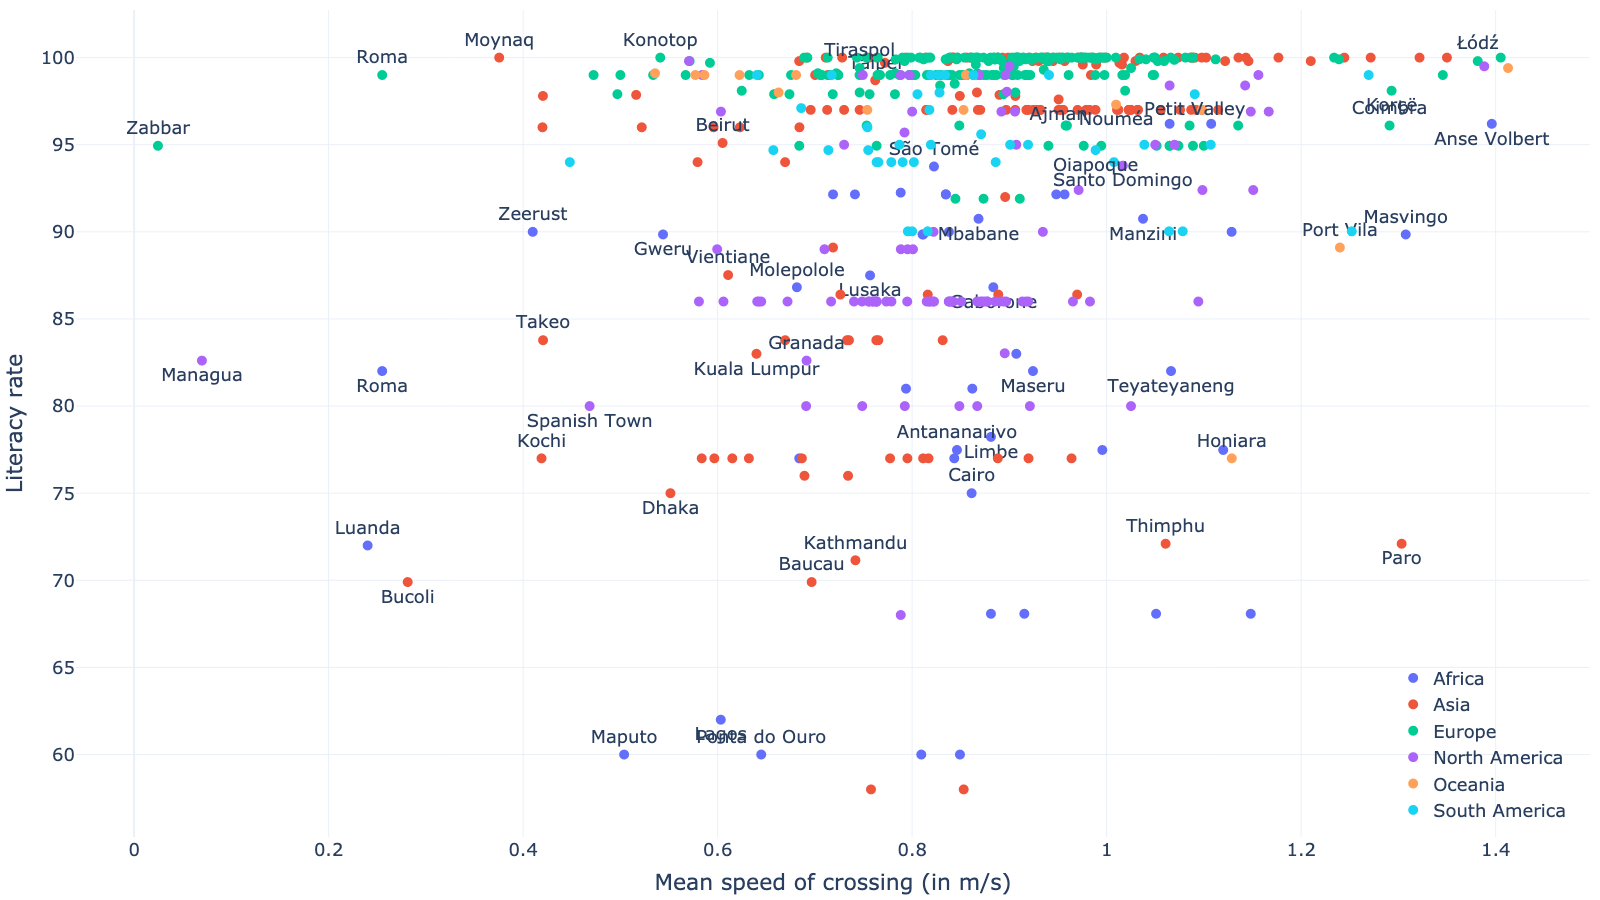 Łódź
Moynaq
Konotop
Tiraspol
Roma
Taipei
100
Korçë
Coimbra
Petit Valley
Ajman
Nouméa
Zabbar
Beirut
Anse Volbert
95
São Tomé
Oiapoque
Santo Domingo
Zeerust
Masvingo
Port Vila
90
Mbabane
Manzini
Gweru
Vientiane
Molepolole
Lusaka
Gaborone
85
Takeo
Granada
Kuala Lumpur
Managua
Roma
Maseru
Teyateyaneng
80
Spanish Town
Antananarivo
Kochi
Honiara
Limbe
Cairo
75
Dhaka
Luanda
Thimphu
Kathmandu
Paro
Baucau
70
Bucoli
65
Lagos
Maputo
Ponta do Ouro
60
Literacy rate
0
0.2
0.4
0.6
0.8
1
1.2
1.4
Mean speed of crossing (in m/s)
Africa
Asia
Europe
North America
Oceania
South America